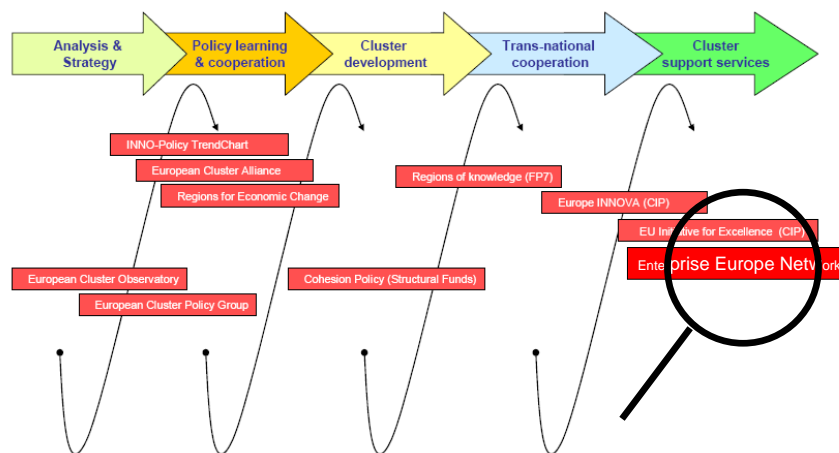 Analysis &
Strategy
Policy learning
& cooperation
Cluster
development
Trans-national
cooperation
Cluster
support services
INNO-Policy TrendChart
European Cluster Alliance
Regions for Economic Change
Regions of knowledge (FP7)
Europe INNOVA (CIP)
EU Initiative for Excellence (CIP)
Enterprise Europe Network
European Cluster Observatory
Cohesion Policy (Structural Funds)
European Cluster Policy Group